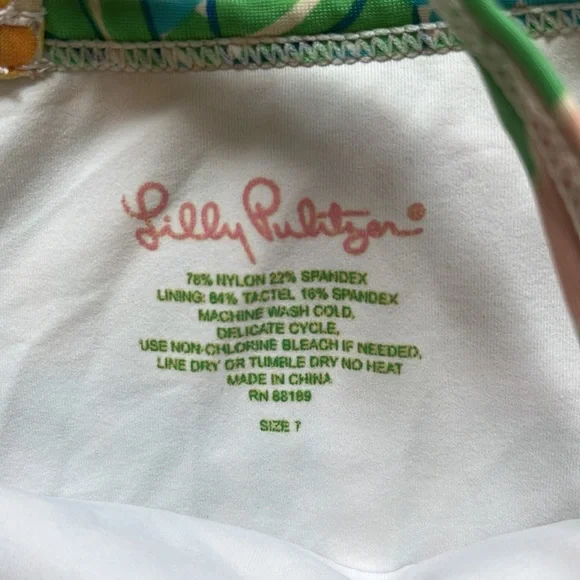 Lilly Pulitzer®
78% NYLON 22% SPANDEX
LINING: 84% TACTEL 16% SPANDEX
MACHINE WASH COLD,
DELICATE CYCLE,
USE NON-CHLORINE BLEACH IF NEEDED,
LINE DRY OR TUMBLE DRY NO HEAT
MADE IN CHINA
RN 88189
SIZE 7